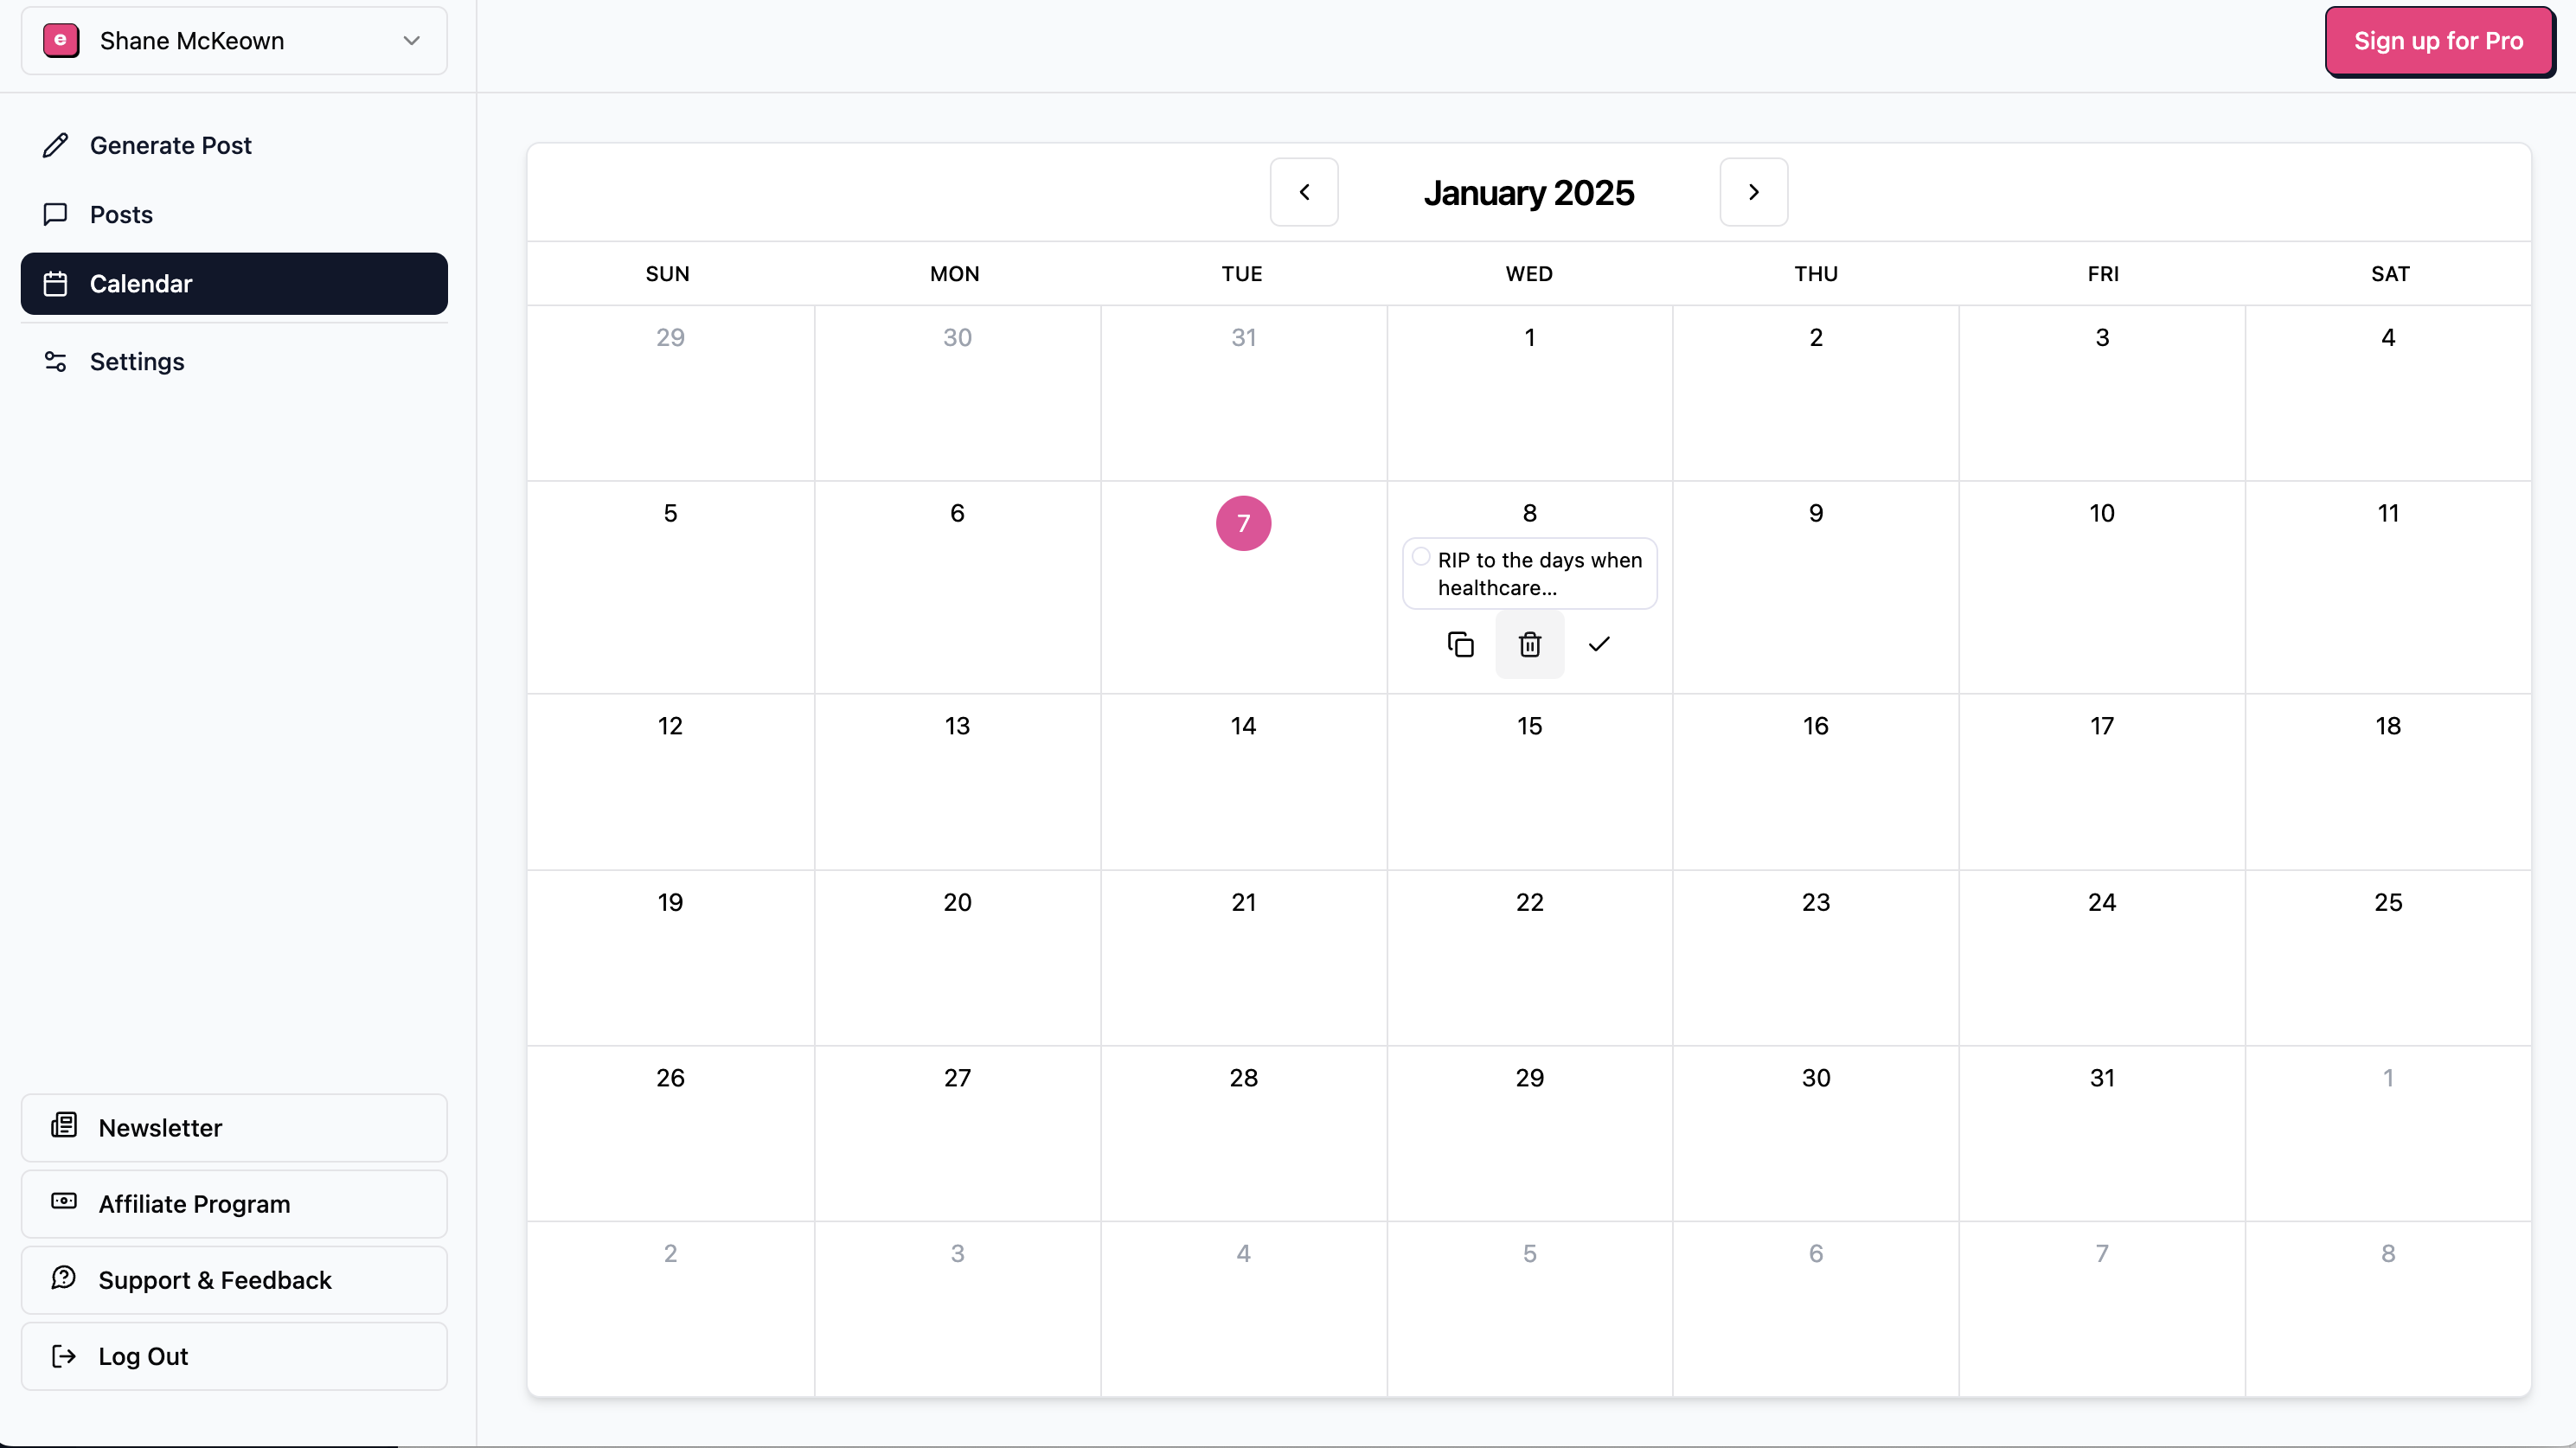 e
Shane McKeown
Sign up for Pro
Generate Post
Posts
Calendar
Settings
Newsletter
Affiliate Program
Support & Feedback
Log Out
January 2025
SUN MON TUE WED THU FRI SAT
29 30 31 1 2 3 4
5 6 7 8 9 10 11
RIP to the days when
healthcare...
12 13 14 15 16 17 18
19 20 21 22 23 24 25
26 27 28 29 30 31 1
2 3 4 5 6 7 8